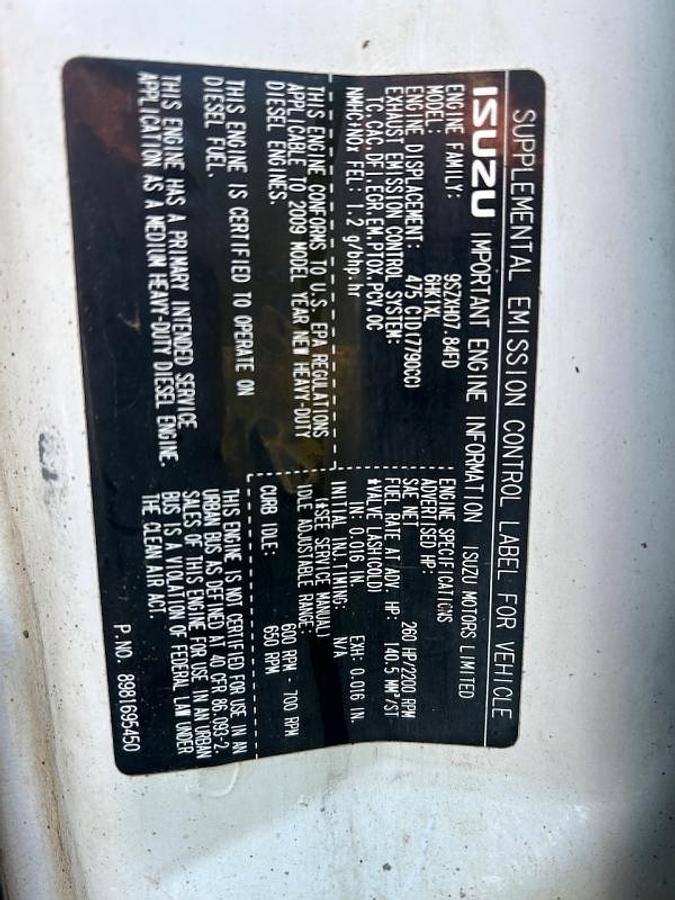 SUPPLEMENTAL EMISSION CONTROL LABEL FOR VEHICLE
ISUZU IMPORTANT ENGINE INFORMATION ISUZU MOTORS LIMITED
ENGINE FAMILY: 9SZXH07.84FD
MODEL: 6HK1XL
ENGINE DISPLACEMENT: 475 CID(7790CC)
EXHAUST EMISSION CONTROL SYSTEM:
TC,CAC,DFI,EGR,EM,PTOX,PCV,OC
NMHC+NOx FEL: 1.2 g/bhp.hr
THIS ENGINE CONFORMS TO U.S. EPA REGULATIONS
APPLICABLE TO 2009 MODEL YEAR NEW HEAVY-DUTY
DIESEL ENGINES.
THIS ENGINE IS CERTIFIED TO OPERATE ON
DIESEL FUEL.
THIS ENGINE HAS A PRIMARY INTENDED SERVICE
APPLICATION AS A MEDIUM HEAVY-DUTY DIESEL ENGINE.
ENGINE SPECIFICATIONS
ADVERTISED HP:
SAE NET 260 HP/2200 RPM
FUEL RATE AT ADV. HP: 140.5 MM³/ST
*VALVE LASH(COLD)
IN: 0.016 IN. EXH: 0.016 IN.
INITIAL INJ.TIMING: N/A
(*SEE SERVICE MANUAL)
IDLE ADJUSTABLE RANGE:
600 RPM - 700 RPM
CURB IDLE: 650 RPM
THIS ENGINE IS NOT CERTIFIED FOR USE IN AN
URBAN BUS AS DEFINED AT 40 CFR 86.093-2.
SALES OF THIS ENGINE FOR USE IN AN URBAN
BUS IS A VIOLATION OF FEDERAL LAW UNDER
THE CLEAN AIR ACT.
P.NO. 8981695450